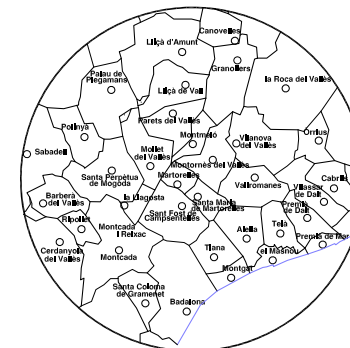 Canovelles
Lliçà d'Amunt
Granollers
Palau de
Plegamans
la Roca del Vallès
Lliçà de Vall
Parets del Vallès
Polinyà
Montmeló
Vilanova
del Vallès
Òrrius
Sabadell
Mollet
del Vallès
Montornès del Vallès
Santa Perpètua
de Mogoda
Martorelles
Vallromanes
Cabrils
Vilassar
de Dalt
Barberà
del Vallès
la Llagosta
Santa Maria
de Martorelles
Sant Fost de
Campsentelles
Premià
de Dalt
Ripollet
Montcada
i Reixac
Alella
Teià
Premià de Mar
Cerdanyola
del Vallès
Montcada
Tiana
el Masnou
Montgat
Santa Coloma
de Gramenet
Badalona